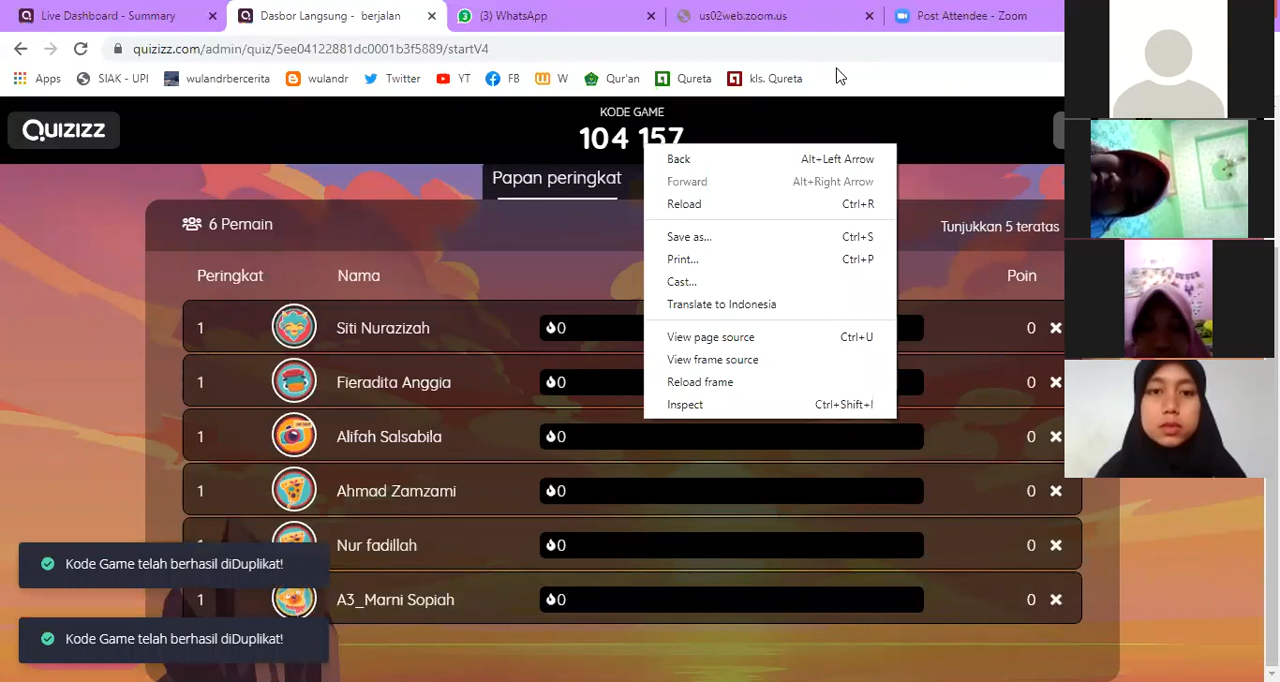 Live Dashboard - Summary
Dasbor Langsung - berjalan
(3) WhatsApp
us02web.zoom.us
Post Attendee - Zoom
quizizz.com/admin/quiz/5ee04122881dc0001b3f5889/startV4
Apps
SIAK - UPI
wulandrbercerita
wulandr
Twitter
YT
FB
W
Qur'an
Qureta
kls. Qureta
Quizizz
KODE GAME
104 157
Papan peringkat
6 Pemain
Tunjukkan 5 teratas
Peringkat Nama Poin
1 Siti Nurazizah 0 0
1 Fieradita Anggia 0 0
1 Alifah Salsabila 0 0
1 Ahmad Zamzami 0 0
1 Nur fadillah 0 0
1 A3_Marni Sopiah 0 0
Back Alt+Left Arrow
Forward Alt+Right Arrow
Reload Ctrl+R
Save as... Ctrl+S
Print... Ctrl+P
Cast...
Translate to Indonesia
View page source Ctrl+U
View frame source
Reload frame
Inspect Ctrl+Shift+I
Kode Game telah berhasil diDuplikat!
Kode Game telah berhasil diDuplikat!